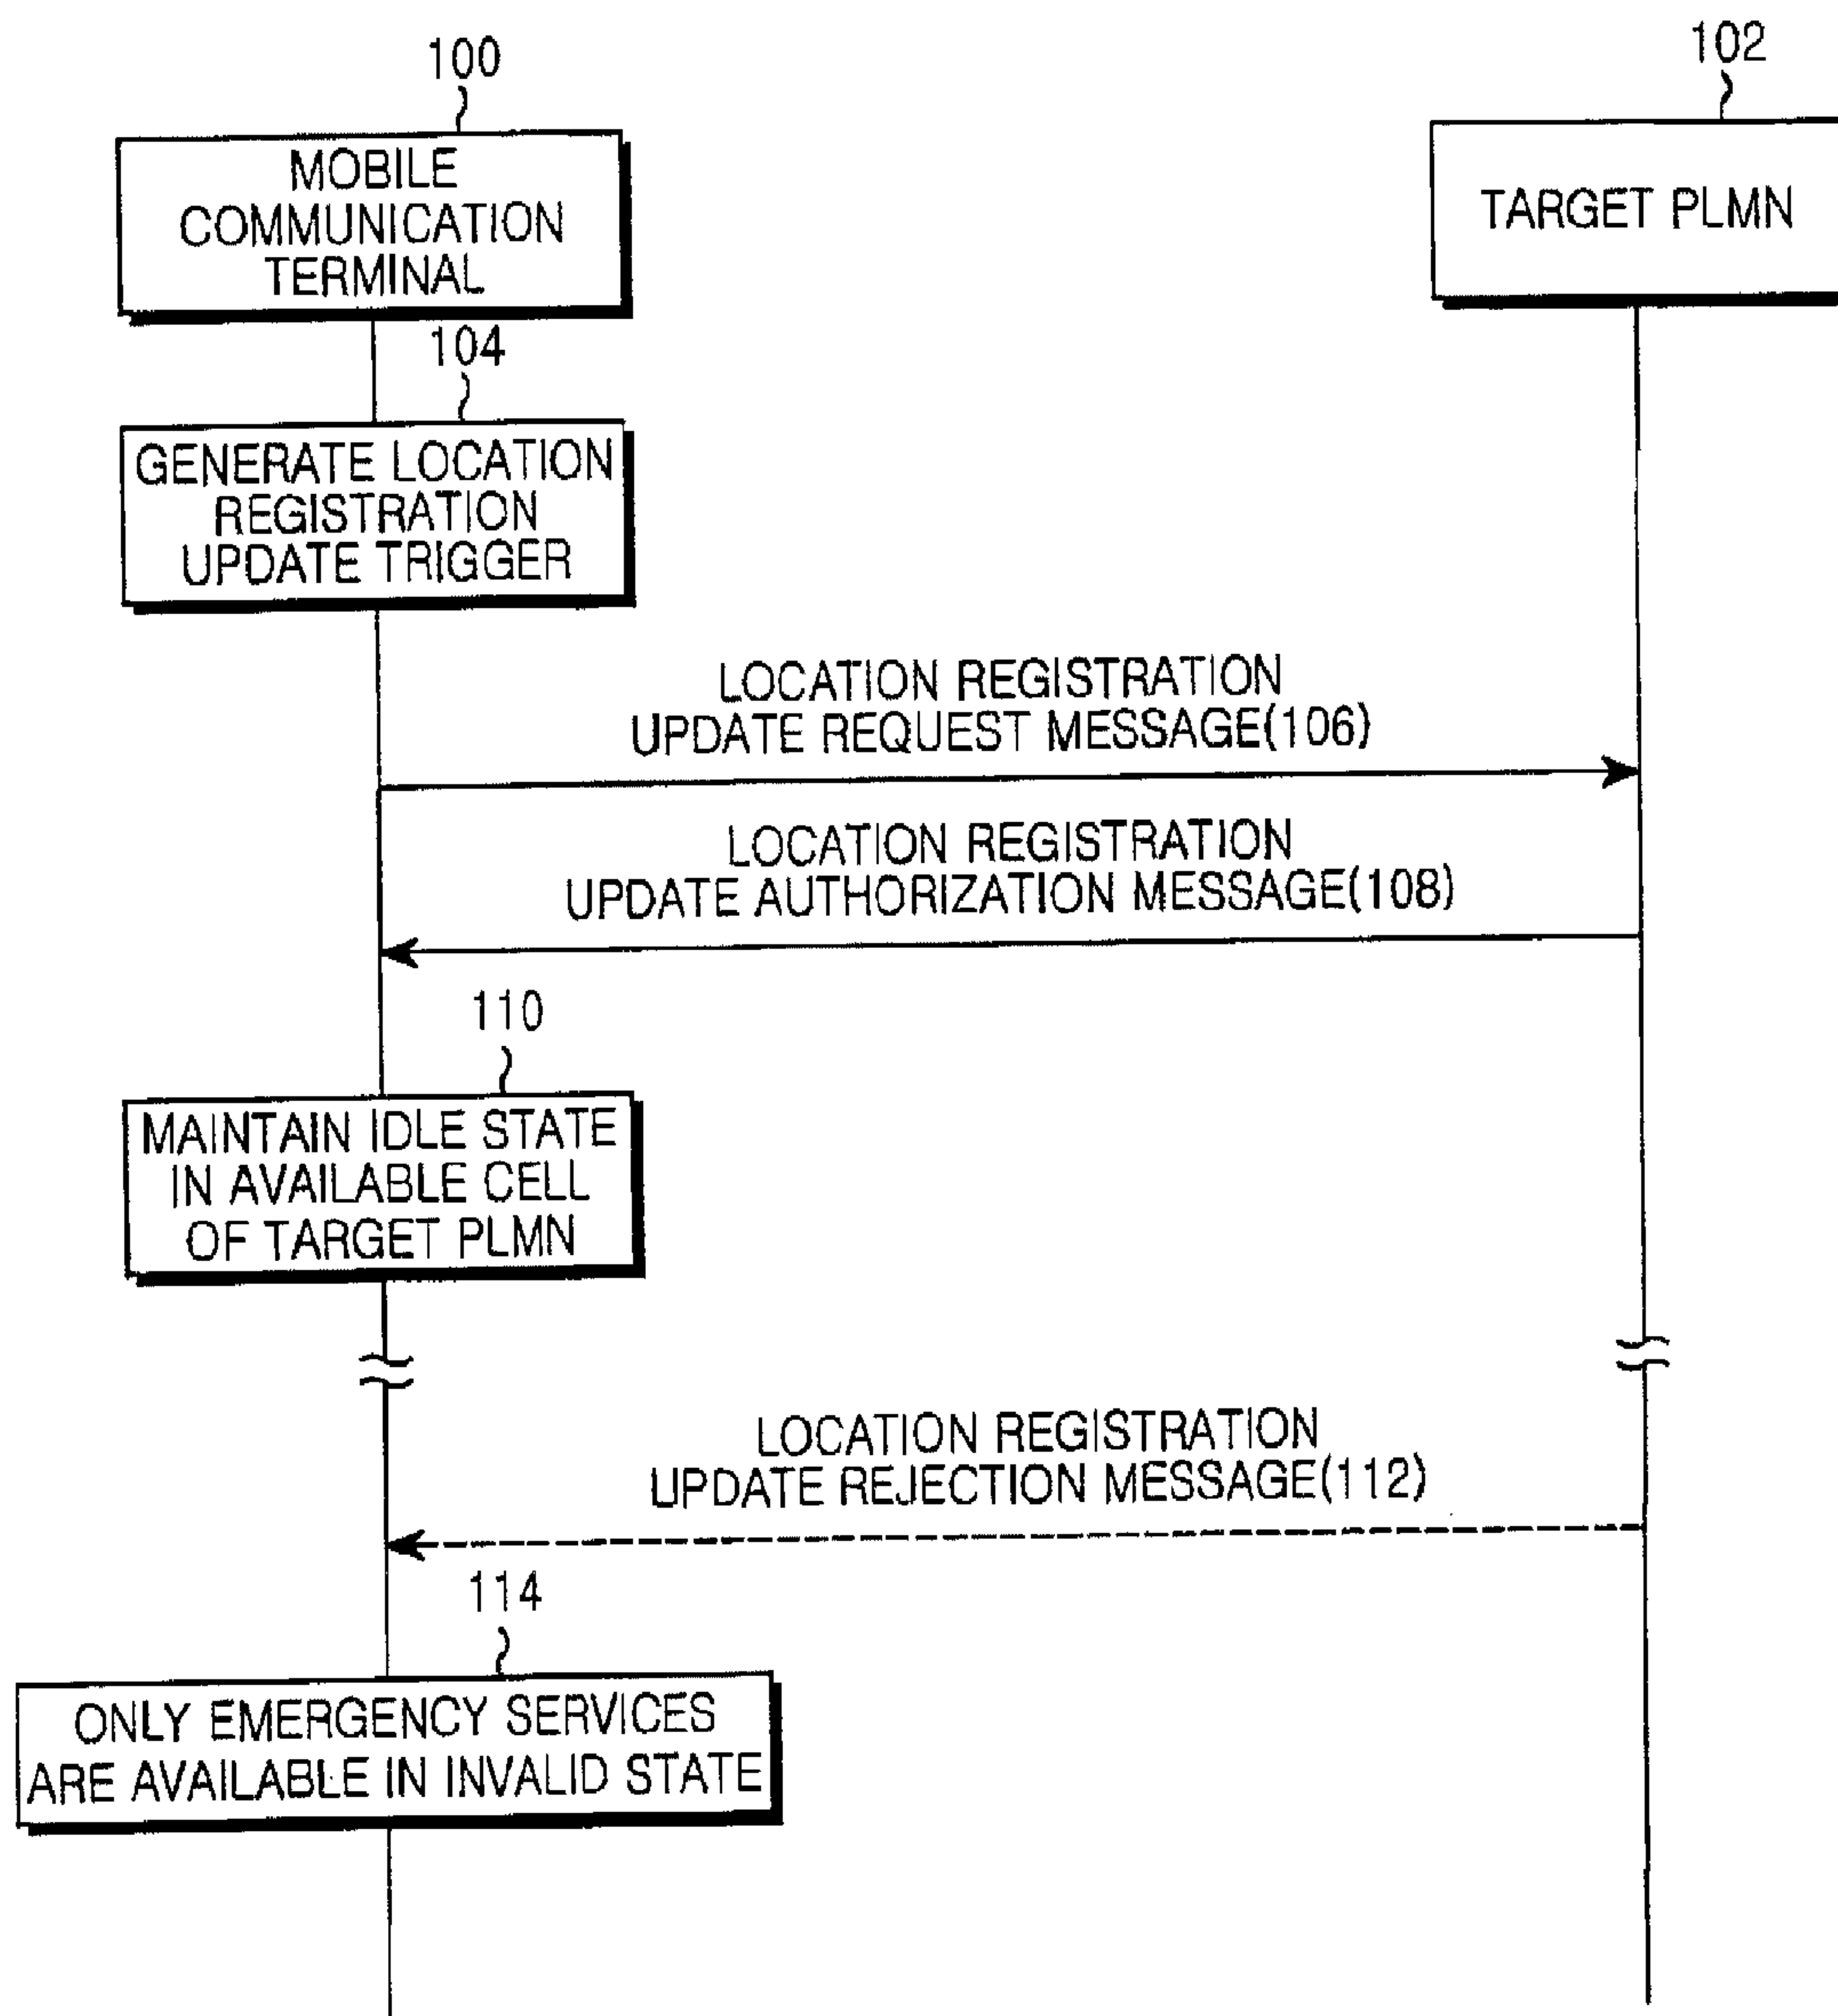 100
MOBILE
COMMUNICATION
TERMINAL
102
TARGET PLMN
104
GENERATE LOCATION
REGISTRATION
UPDATE TRIGGER
LOCATION REGISTRATION
UPDATE REQUEST MESSAGE(106)
LOCATION REGISTRATION
UPDATE AUTHORIZATION MESSAGE(108)
110
MAINTAIN IDLE STATE
IN AVAILABLE CELL
OF TARGET PLMN
LOCATION REGISTRATION
UPDATE REJECTION MESSAGE(112)
114
ONLY EMERGENCY SERVICES
ARE AVAILABLE IN INVALID STATE